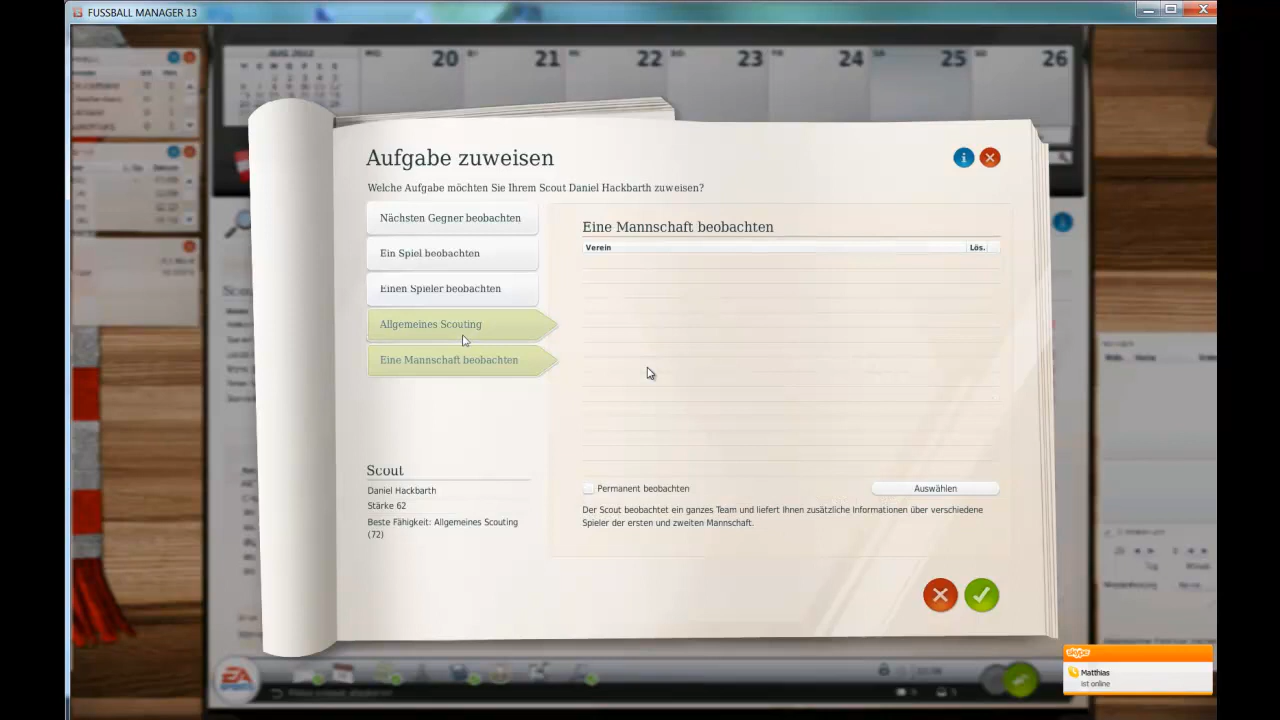 FUSSBALL MANAGER 13
AUG 2012
20
21
22
23
24
25
26
Aufgabe zuweisen
Welche Aufgabe möchten Sie Ihrem Scout Daniel Hackbarth zuweisen?
Nächsten Gegner beobachten
Ein Spiel beobachten
Einen Spieler beobachten
Allgemeines Scouting
Eine Mannschaft beobachten
Eine Mannschaft beobachten
Verein Lös.
Scout
Daniel Hackbarth
Stärke 62
Beste Fähigkeit: Allgemeines Scouting
(72)
Permanent beobachten
Auswählen
Der Scout beobachtet ein ganzes Team und liefert Ihnen zusätzliche Informationen über verschiedene
Spieler der ersten und zweiten Mannschaft.
EA
SPORTS
skype
Matthias
ist online